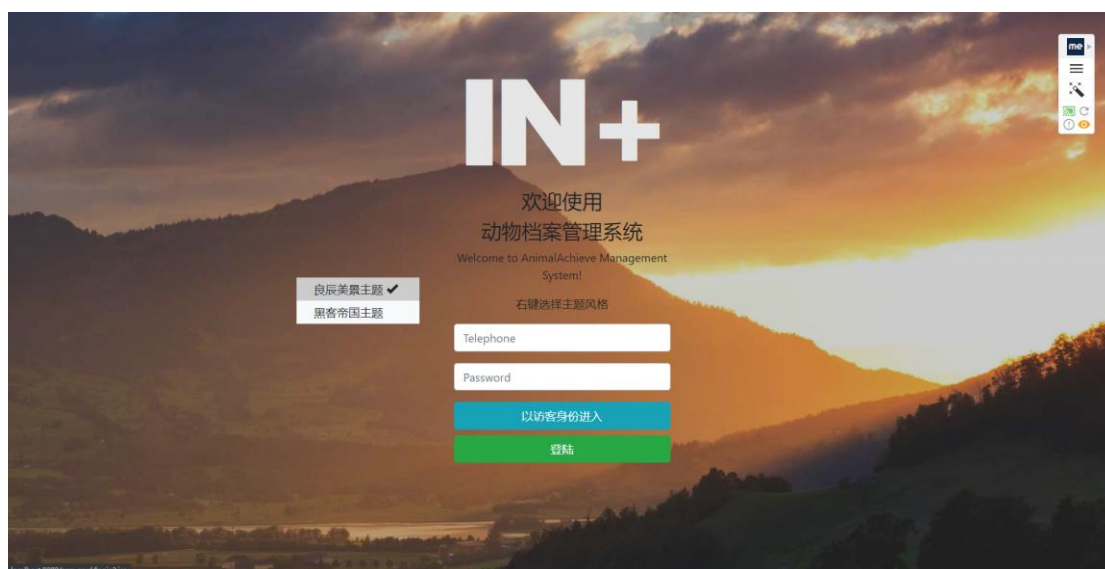 me
IN+
欢迎使用
动物档案管理系统
Welcome to AnimalAchieve Management
System!
右键选择主题风格
良辰美景主题 ✔
黑客帝国主题
Telephone
Password
以访客身份进入
登陆